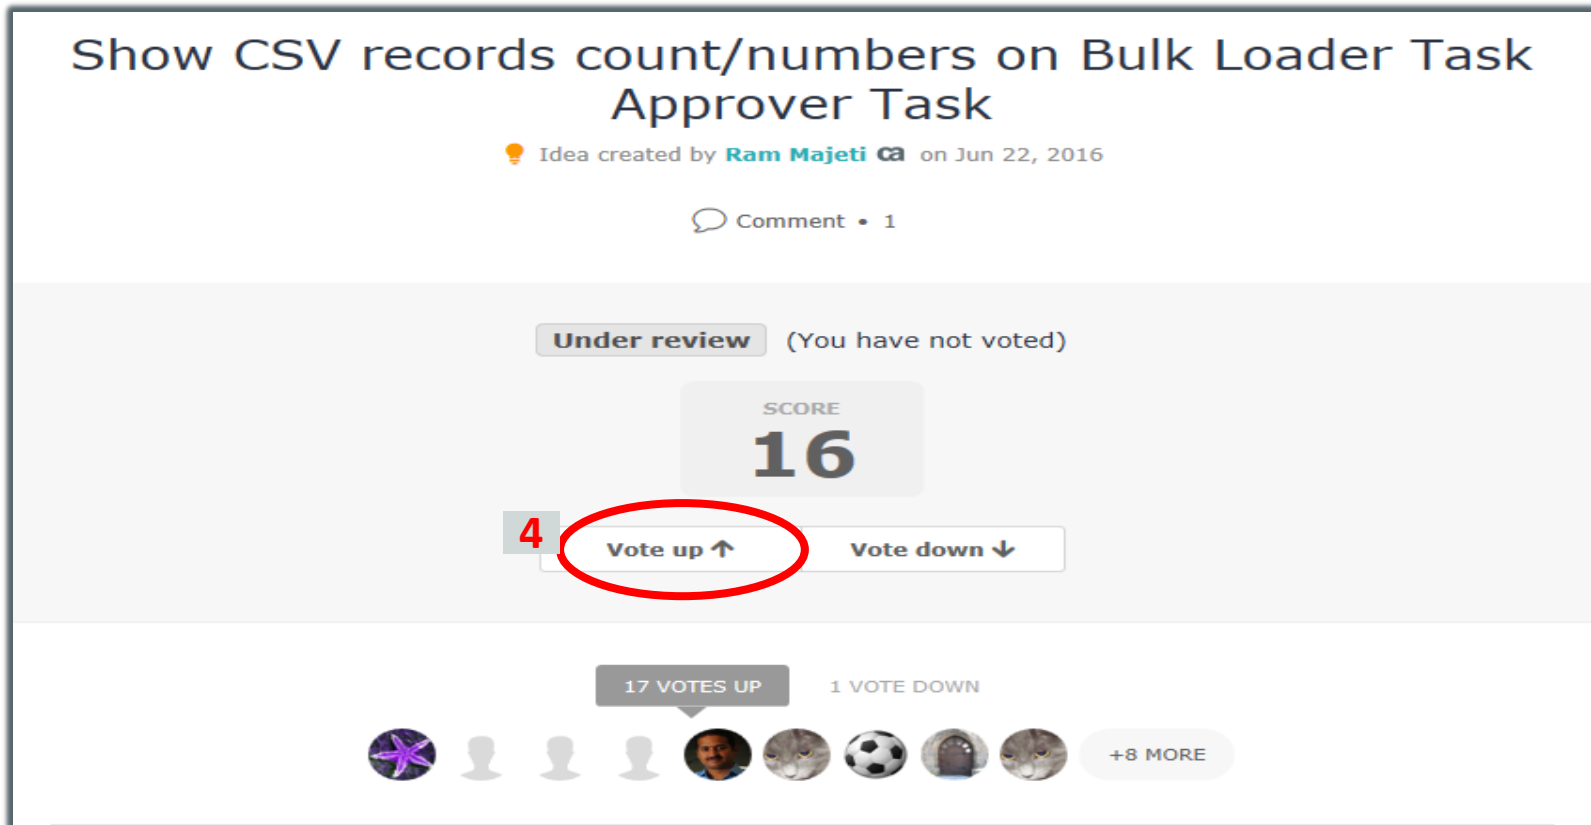 Show CSV records count/numbers on Bulk Loader Task
Approver Task
Idea created by Ram Majeti ca on Jun 22, 2016
Comment • 1
Under review (You have not voted)
SCORE
16
4
Vote up ↑ Vote down ↓
17 VOTES UP 1 VOTE DOWN
+8 MORE